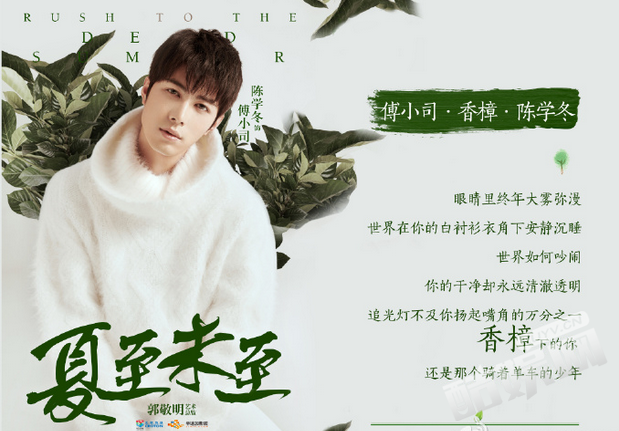 RUSH TO THE
DE D
SUMMER
陈学冬 饰
傅小司
夏至未至
郭敬明 艺术总监
傅小司·香樟·陈学冬
眼睛里终年大雾弥漫
世界在你的白衬衫衣角下安静沉睡
世界如何吵闹
你的干净却永远清澈透明
追光灯不及你扬起嘴角的万分之一
香樟下的你
还是那个骑着单车的少年